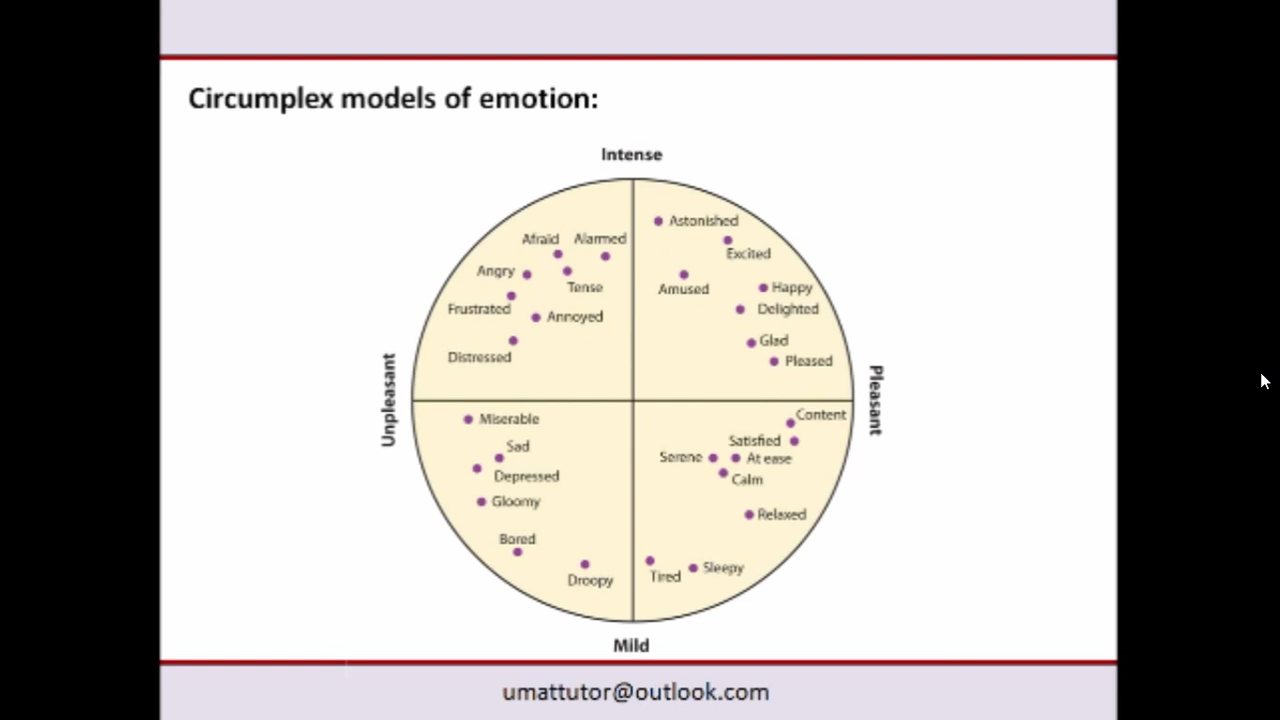 Circumplex models of emotion:
Intense
Astonished
Afraid Alarmed
Excited
Angry
Tense
Amused
Happy
Frustrated
Delighted
Annoyed
Glad
Distressed
Pleased
Unpleasant
Pleasant
Miserable
Content
Sad
Satisfied
Serene
At ease
Depressed
Calm
Gloomy
Relaxed
Bored
Droopy
Tired
Sleepy
Mild
umattutor@outlook.com